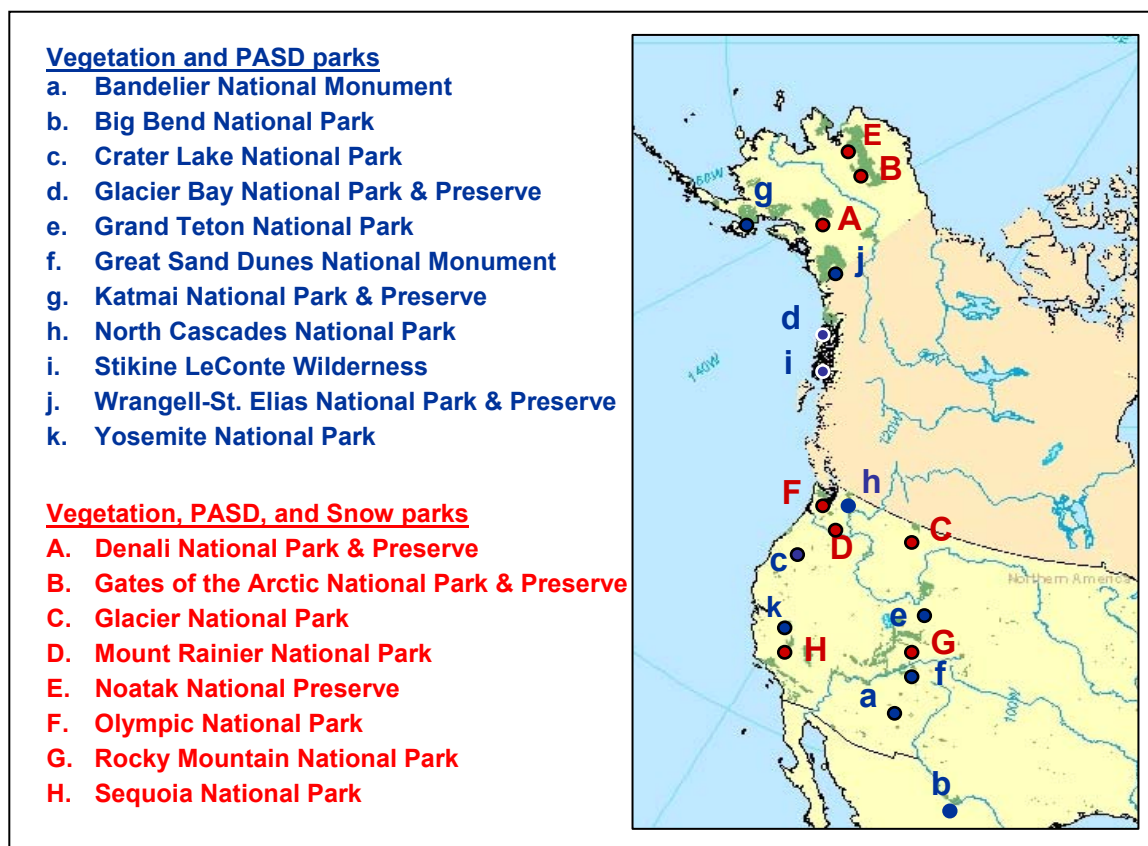 Vegetation and PASD parks
a. Bandelier National Monument
b. Big Bend National Park
c. Crater Lake National Park
d. Glacier Bay National Park & Preserve
e. Grand Teton National Park
f. Great Sand Dunes National Monument
g. Katmai National Park & Preserve
h. North Cascades National Park
i. Stikine LeConte Wilderness
j. Wrangell-St. Elias National Park & Preserve
k. Yosemite National Park
Vegetation, PASD, and Snow parks
A. Denali National Park & Preserve
B. Gates of the Arctic National Park & Preserve
C. Glacier National Park
D. Mount Rainier National Park
E. Noatak National Preserve
F. Olympic National Park
G. Rocky Mountain National Park
H. Sequoia National Park
E
B
g
A
j
d
i
140W
120W
F
h
D
C
c
Northern America
k
e
H
G
f
a
100W
b